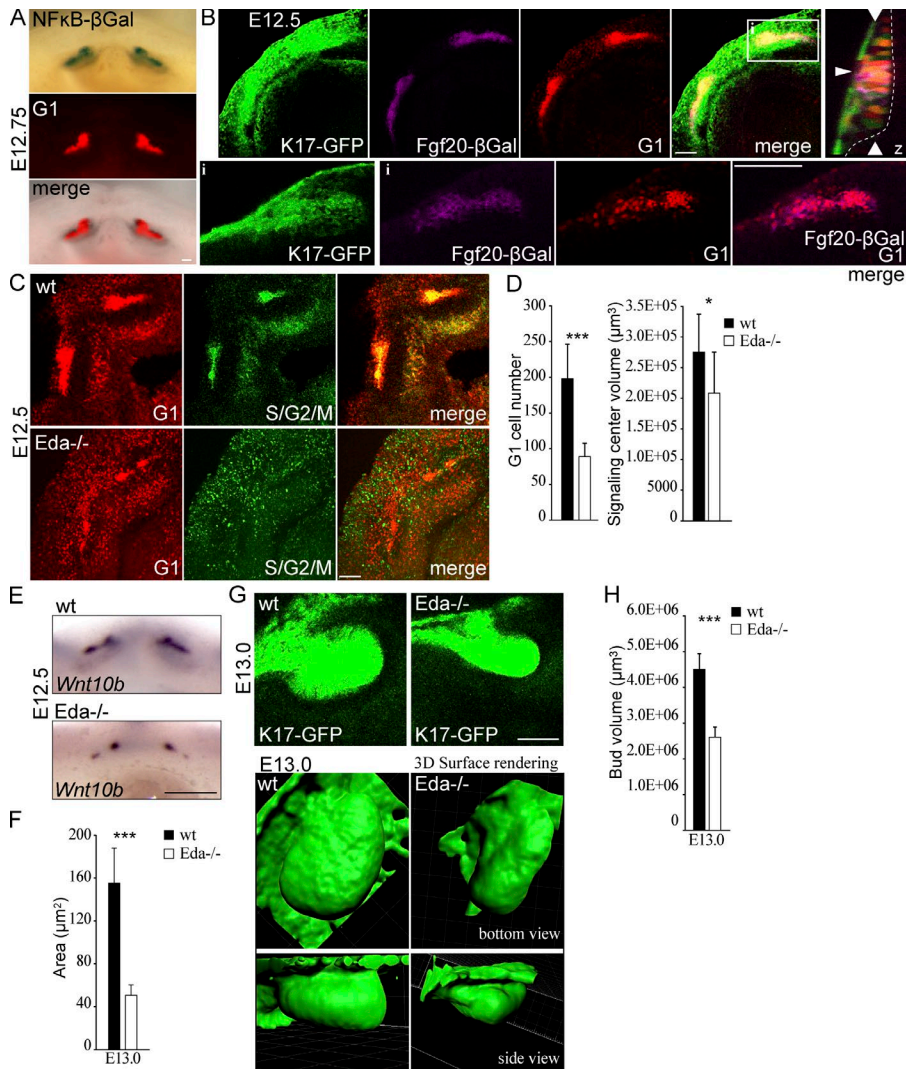 A
NFκB-βGal
G1
merge
E12.75
B
E12.5
K17-GFP
Fgf20-βGal
G1
i
merge
z
i
K17-GFP
i
Fgf20-βGal
G1
Fgf20-βGal
G1
merge
C
wt
G1
S/G2/M
merge
E12.5
Eda-/-
G1
S/G2/M
merge
D
G1 cell number
300
250
200
150
100
50
0
***
Signaling center volume (µm³)
3.5E+05
3.0E+05
2.5E+05
2.0E+05
1.5E+05
1.0E+05
5000
0
*
wt
Eda-/-
E
wt
Wnt10b
E12.5
Eda-/-
Wnt10b
F
Area (µm²)
200
160
120
80
40
0
***
wt
Eda-/-
E13.0
G
E13.0
wt
K17-GFP
Eda-/-
K17-GFP
E13.0
3D Surface rendering
wt
Eda-/-
bottom view
side view
H
Bud volume (µm³)
6.0E+06
5.0E+06
4.0E+06
3.0E+06
2.0E+06
1.0E+06
0
***
wt
Eda-/-
E13.0